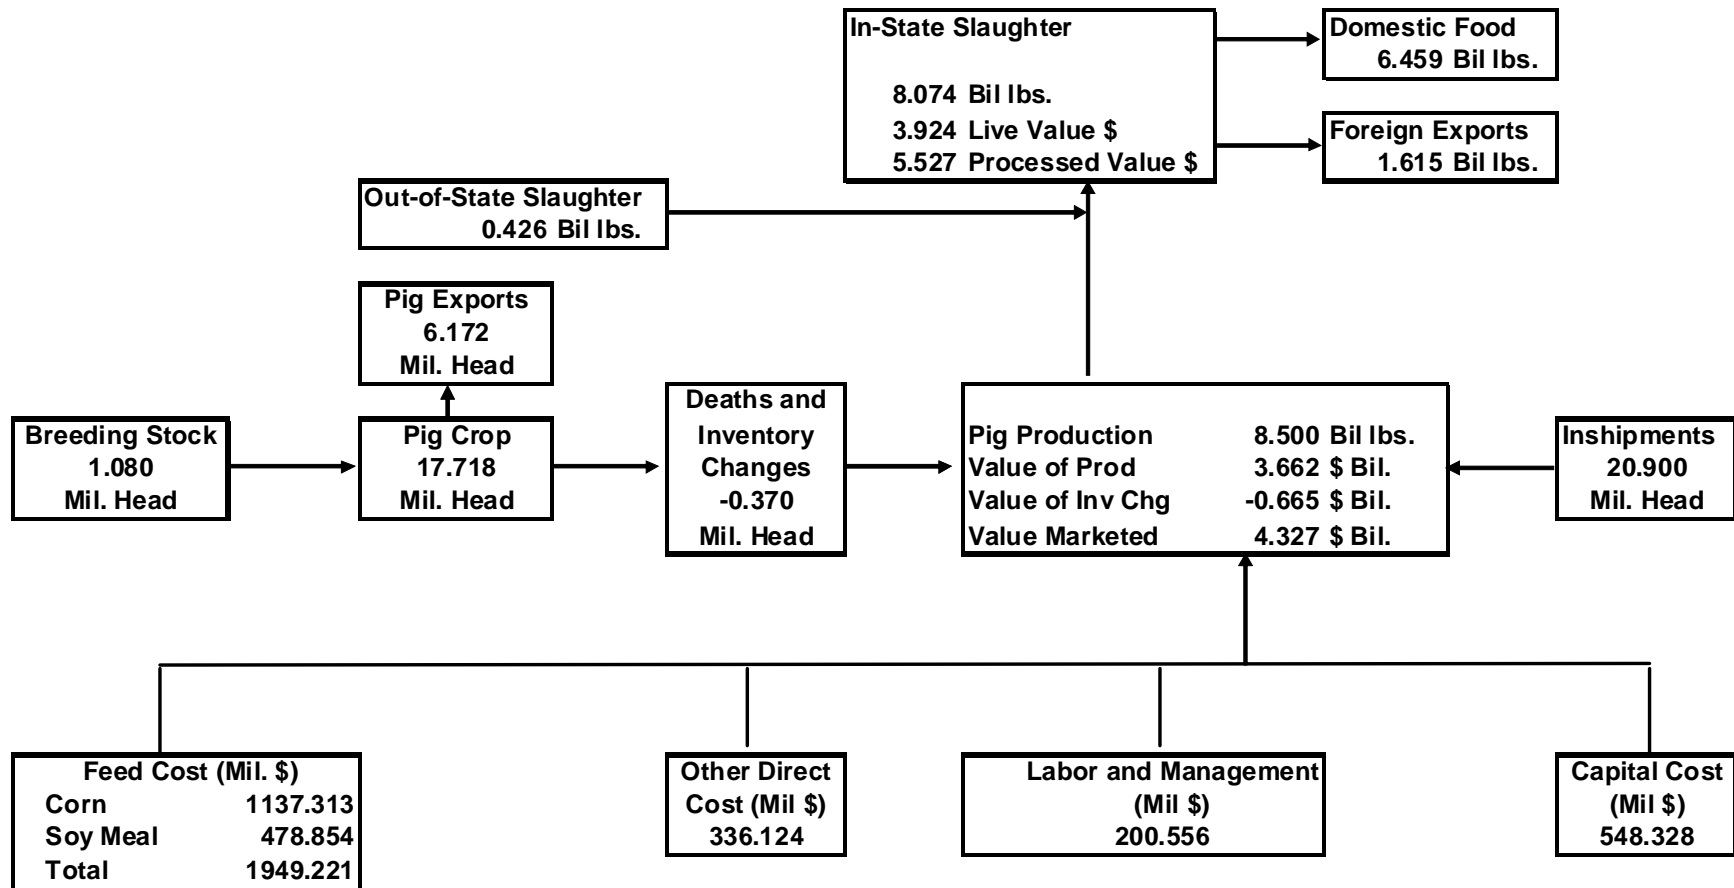 In-State Slaughter
8.074 Bil lbs.
3.924 Live Value $
5.527 Processed Value $
Domestic Food
6.459 Bil lbs.
Foreign Exports
1.615 Bil lbs.
Out-of-State Slaughter
0.426 Bil lbs.
Pig Exports
6.172
Mil. Head
Breeding Stock
1.080
Mil. Head
Pig Crop
17.718
Mil. Head
Deaths and
Inventory
Changes
-0.370
Mil. Head
Pig Production 8.500 Bil lbs.
Value of Prod 3.662 $ Bil.
Value of Inv Chg -0.665 $ Bil.
Value Marketed 4.327 $ Bil.
Inshipments
20.900
Mil. Head
Feed Cost (Mil. $)
Corn 1137.313
Soy Meal 478.854
Total 1949.221
Other Direct
Cost (Mil $)
336.124
Labor and Management
(Mil $)
200.556
Capital Cost
(Mil $)
548.328